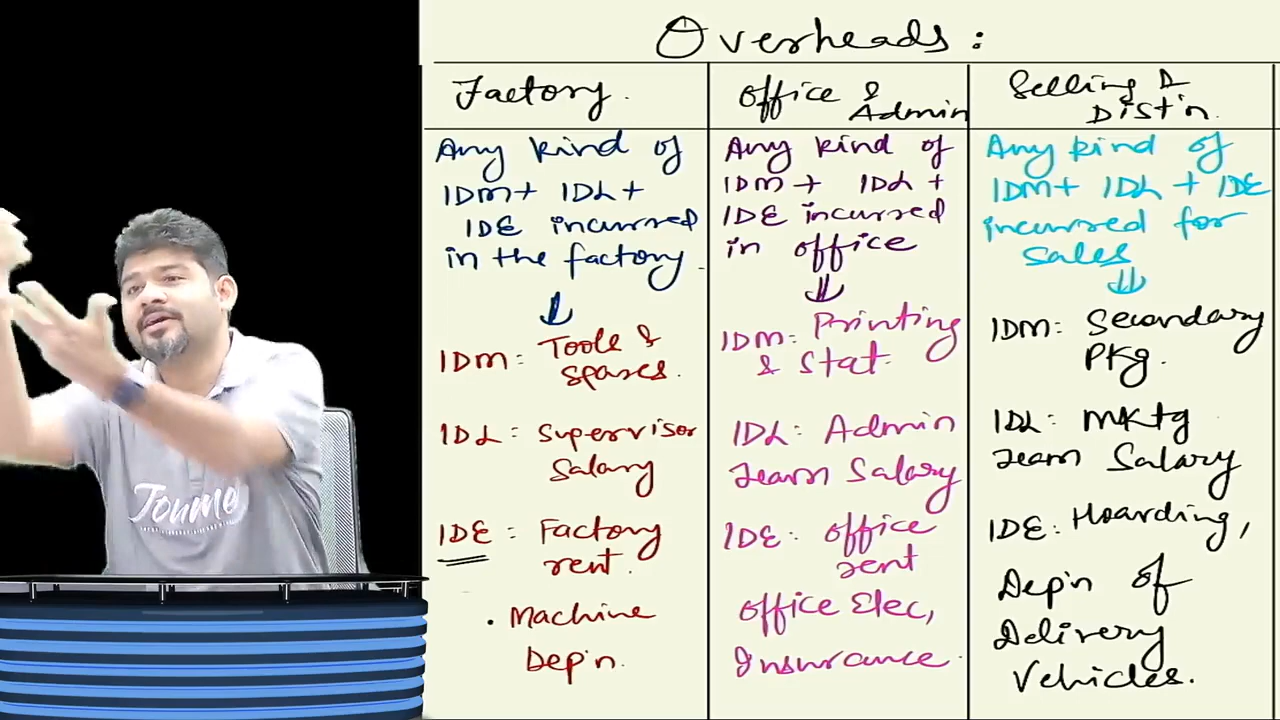 Overheads :
Factory.
Any kind of
IDM + IDL +
IDE incurred
in the factory
IDM : Tools &
Spares.
IDL : Supervisor
Salary
IDE : Factory
rent.
• Machine
Dep'n.
Office &
Admin
Any kind of
IDM + IDL +
IDE incurred
in office
IDM : Printing
& Stat.
IDL : Admin
team Salary
IDE : Office
rent
Office Elec,
Insurance.
Selling &
Dist'n.
Any kind of
IDM + IDL + IDE
incurred for
Sales
IDM : Secondary
Pkg.
IDL : Mktg
team Salary
IDE : Hoarding,
Dep'n of
Delivery
Vehicles.